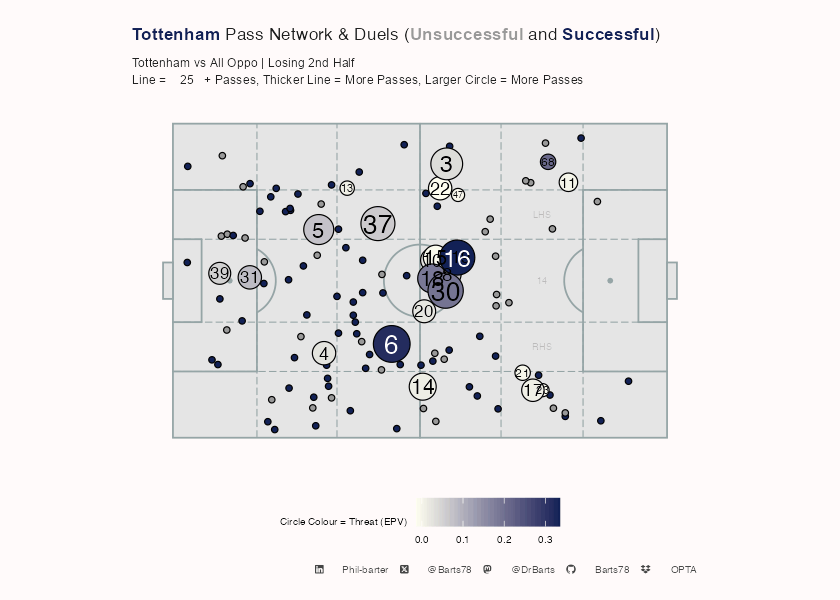 Tottenham Pass Network & Duels (Unsuccessful and Successful)
Tottenham vs All Oppo | Losing 2nd Half
Line = 25 + Passes, Thicker Line = More Passes, Larger Circle = More Passes
3
68
11
13
22
47
LHS
5
37
16
39
31
14
18
30
20
6
RHS
4
21
14
17
23
Circle Colour = Threat (EPV)
0.0 0.1 0.2 0.3
Phil-barter @Barts78 @DrBarts Barts78 OPTA